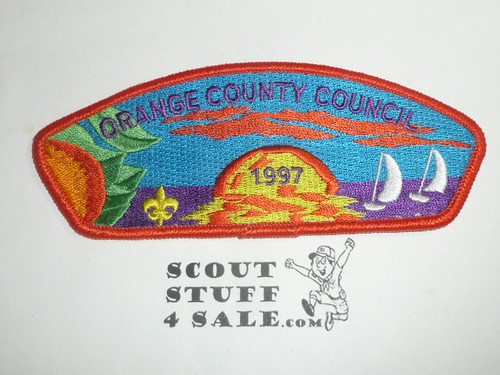 ORANGE COUNTY COUNCIL
1997
SCOUT
STUFF
4 SALE.COM